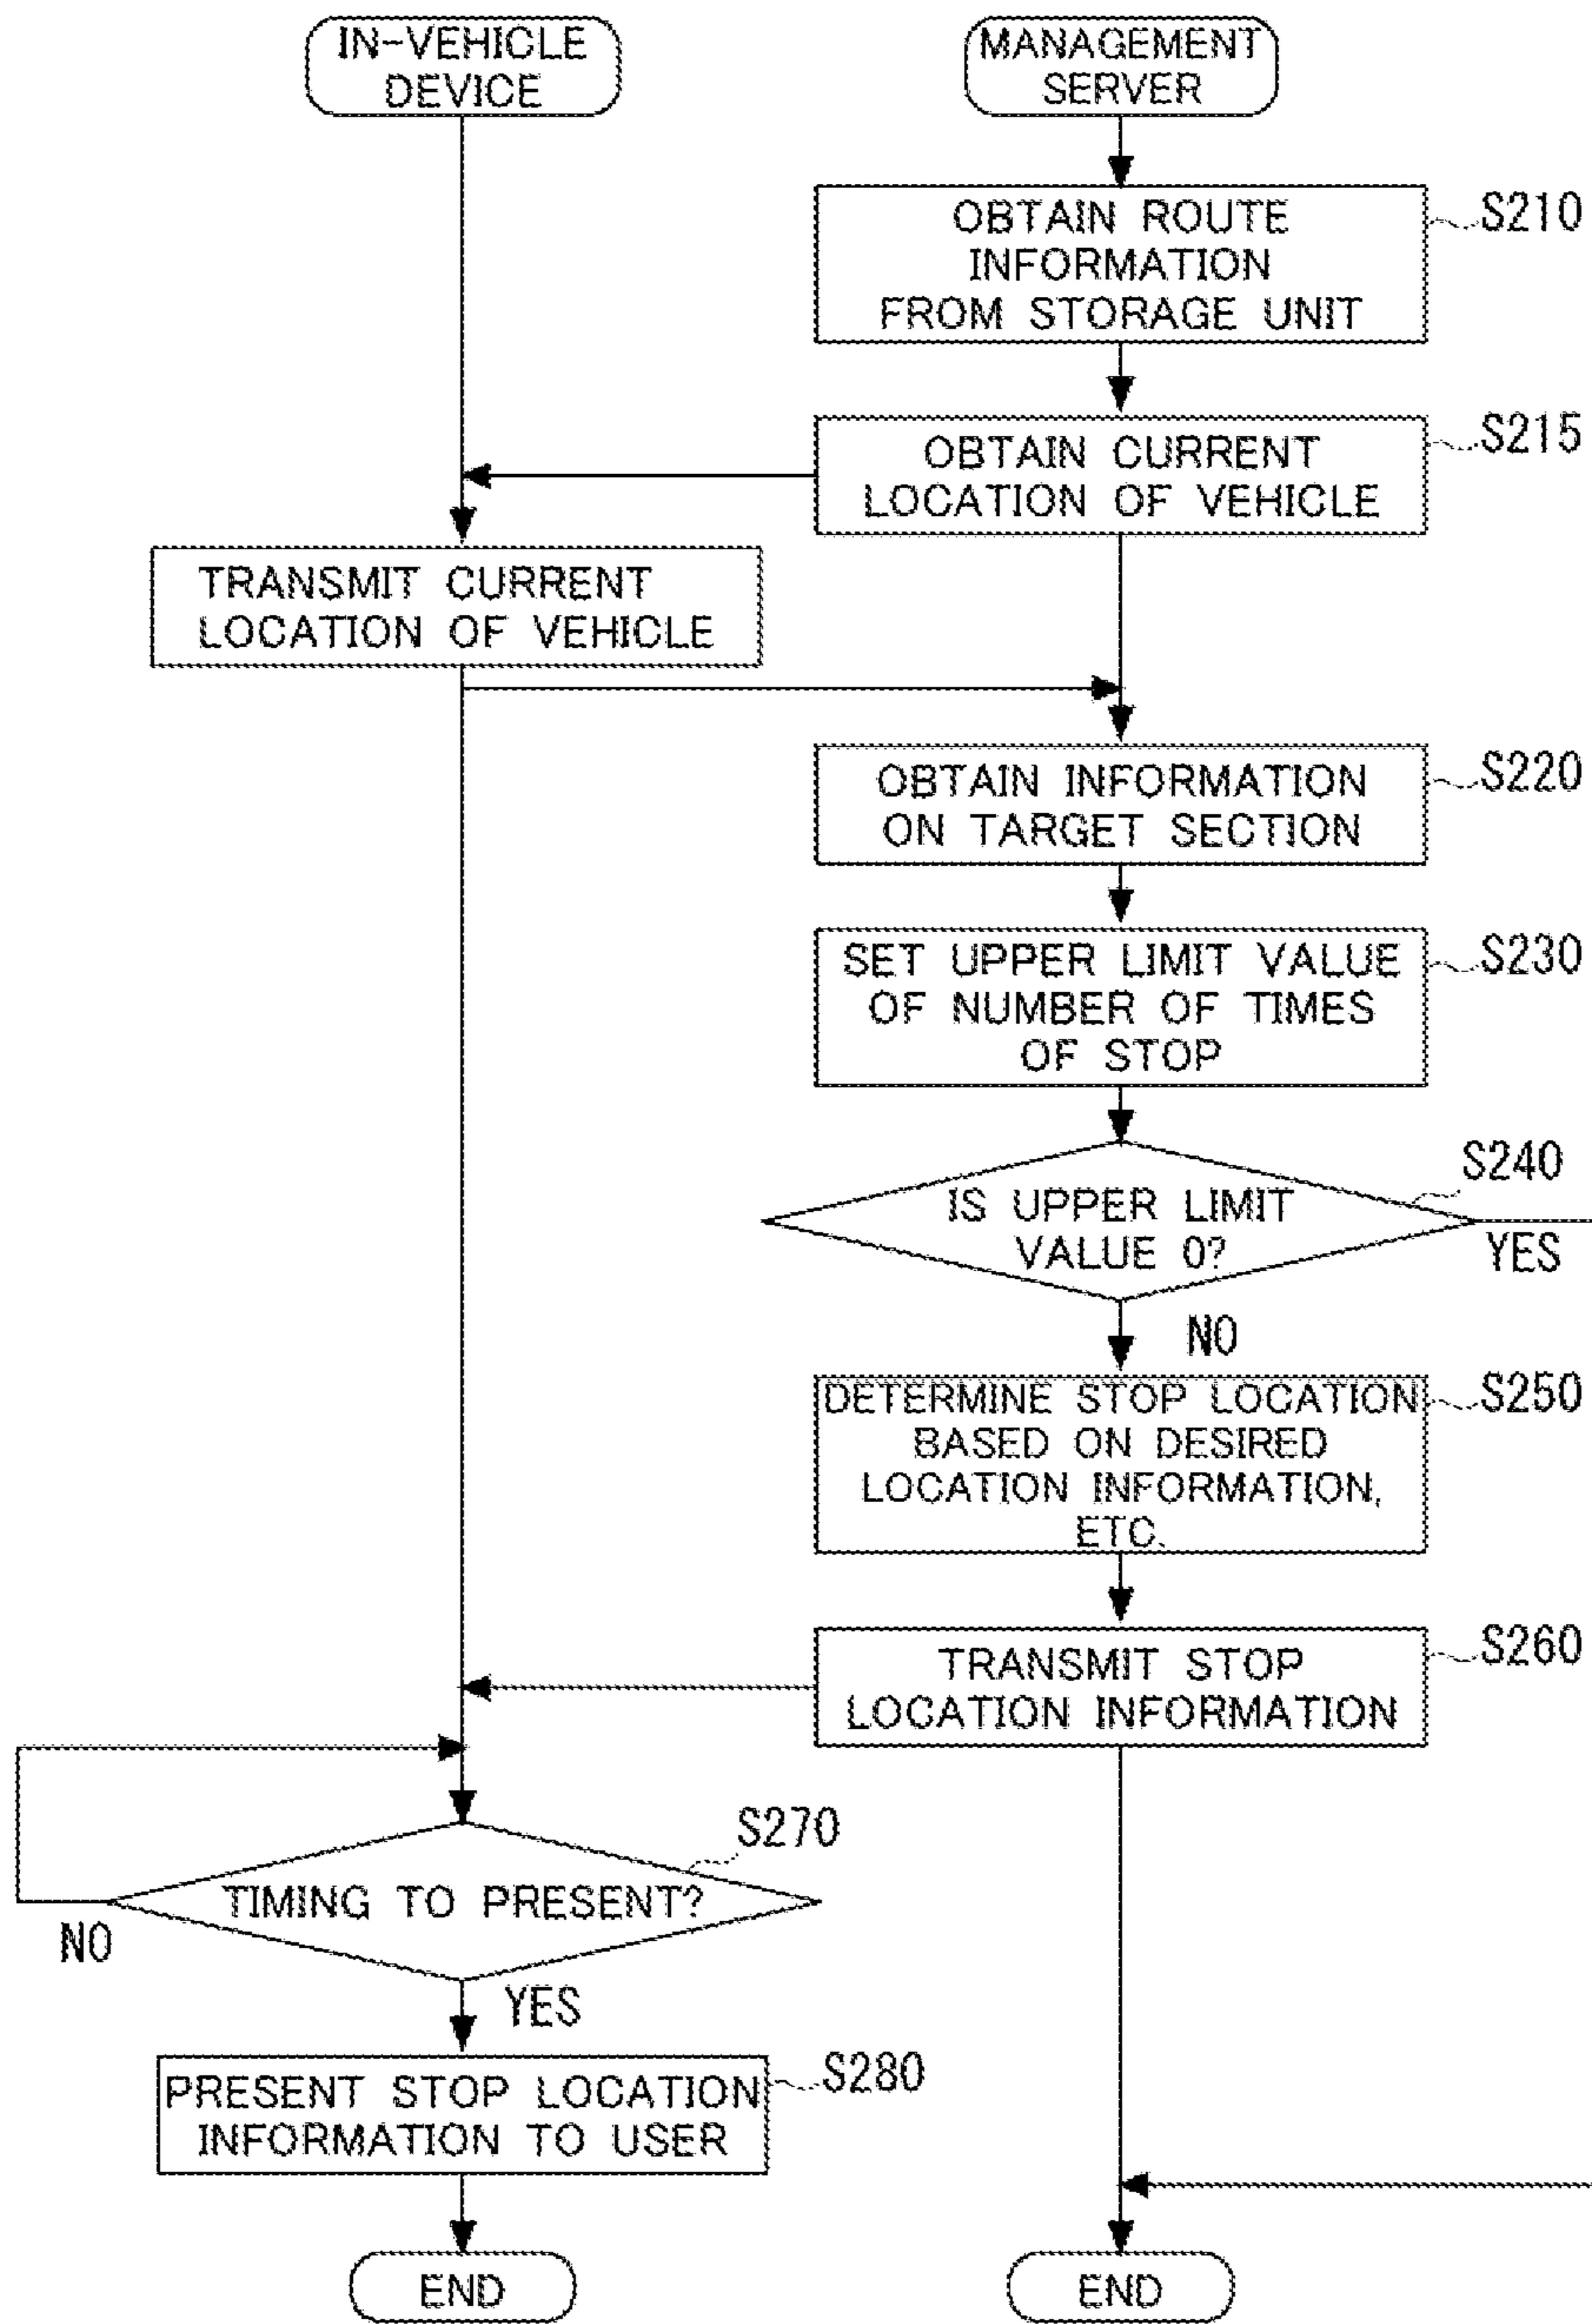 IN-VEHICLE
DEVICE
MANAGEMENT
SERVER
OBTAIN ROUTE
INFORMATION
FROM STORAGE UNIT
S210
OBTAIN CURRENT
LOCATION OF VEHICLE
S215
TRANSMIT CURRENT
LOCATION OF VEHICLE
OBTAIN INFORMATION
ON TARGET SECTION
S220
SET UPPER LIMIT VALUE
OF NUMBER OF TIMES
OF STOP
S230
IS UPPER LIMIT
VALUE 0?
S240
YES
NO
DETERMINE STOP LOCATION
BASED ON DESIRED
LOCATION INFORMATION,
ETC.
S250
TRANSMIT STOP
LOCATION INFORMATION
S260
TIMING TO PRESENT?
S270
NO
YES
PRESENT STOP LOCATION
INFORMATION TO USER
S280
END
END